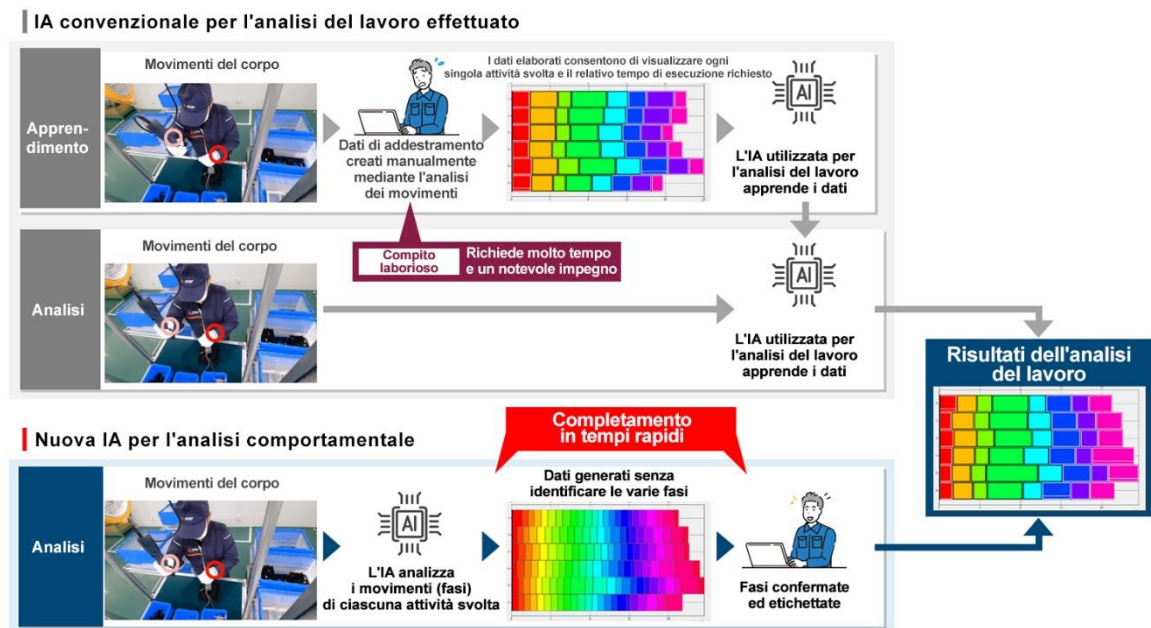 IA convenzionale per l'analisi del lavoro effettuato
Appren-
dimento
Movimenti del corpo
Dati di addestramento
creati manualmente
mediante l'analisi
dei movimenti
I dati elaborati consentono di visualizzare ogni
singola attività svolta e il relativo tempo di esecuzione richiesto
AI
L'IA utilizzata per
l'analisi del lavoro
apprende i dati
Compito
laborioso
Richiede molto tempo
e un notevole impegno
Analisi
Movimenti del corpo
AI
L'IA utilizzata per
l'analisi del lavoro
apprende i dati
Risultati dell'analisi
del lavoro
Nuova IA per l'analisi comportamentale
Completamento
in tempi rapidi
Analisi
Movimenti del corpo
AI
L'IA analizza
i movimenti (fasi)
di ciascuna attività svolta
Dati generati senza
identificare le varie fasi
Fasi confermate
ed etichettate